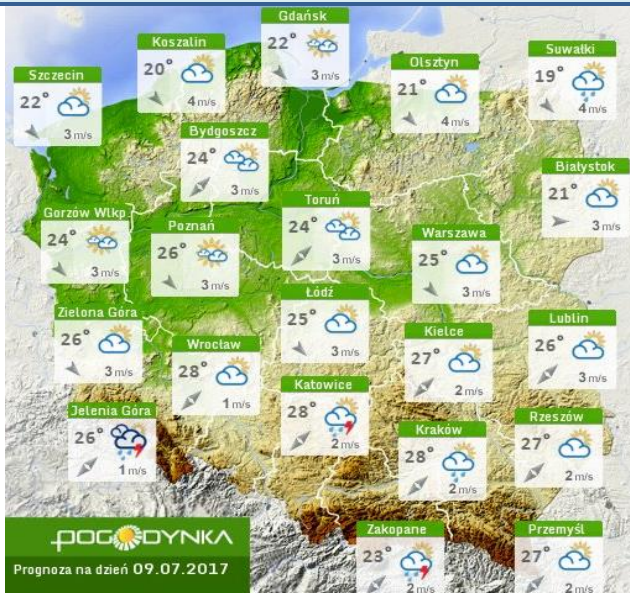 Gdańsk
22°
3 m/s
Koszalin
20°
4 m/s
Suwałki
19°
4 m/s
Olsztyn
21°
4 m/s
Szczecin
22°
3 m/s
Bydgoszcz
24°
3 m/s
Białystok
21°
3 m/s
Toruń
24°
3 m/s
Gorzów Wlkp.
24°
3 m/s
Poznań
26°
3 m/s
Warszawa
25°
3 m/s
Łódź
25°
3 m/s
Zielona Góra
26°
3 m/s
Lublin
26°
3 m/s
Kielce
27°
2 m/s
Wrocław
28°
1 m/s
Katowice
28°
2 m/s
Jelenia Góra
26°
1 m/s
Rzeszów
27°
2 m/s
Kraków
28°
2 m/s
Zakopane
23°
2 m/s
Przemyśl
27°
2 m/s
POGODYNKA
Prognoza na dzień 09.07.2017